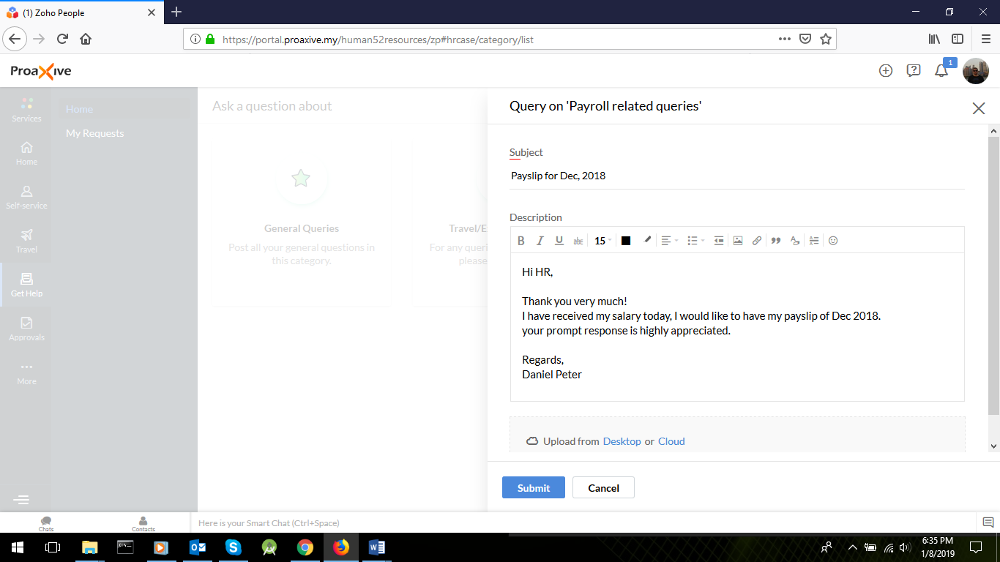 (1) Zoho People
https://portal.proaxive.my/human52resources/zp#hrcase/category/list
ProaXive
1
Services
Home
Self-service
Travel
Get Help
Approvals
More
Home
My Requests
Ask a question about
General Queries
Post all your general questions in
this category.
Travel/E
For any queri
please
Query on 'Payroll related queries'
Subject
Payslip for Dec, 2018
Description
B I U abc 15
Hi HR,
Thank you very much!
I have received my salary today, I would like to have my payslip of Dec 2018.
your prompt response is highly appreciated.
Regards,
Daniel Peter
Upload from Desktop or Cloud
Submit
Cancel
Chats
Contacts
Here is your Smart Chat (Ctrl+Space)
6:35 PM
1/8/2019